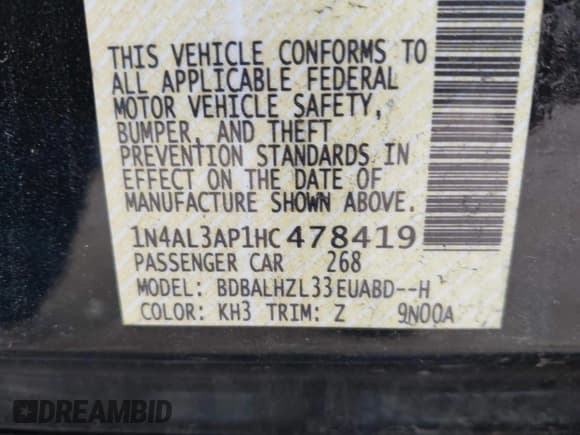 THIS VEHICLE CONFORMS TO
ALL APPLICABLE FEDERAL
MOTOR VEHICLE SAFETY,
BUMPER, AND THEFT
PREVENTION STANDARDS IN
EFFECT ON THE DATE OF
MANUFACTURE SHOWN ABOVE.
1N4AL3AP1HC478419
PASSENGER CAR 268
MODEL: BDBALHZL33EUABD--H
COLOR: KH3 TRIM: Z 9N00A
DREAMBID